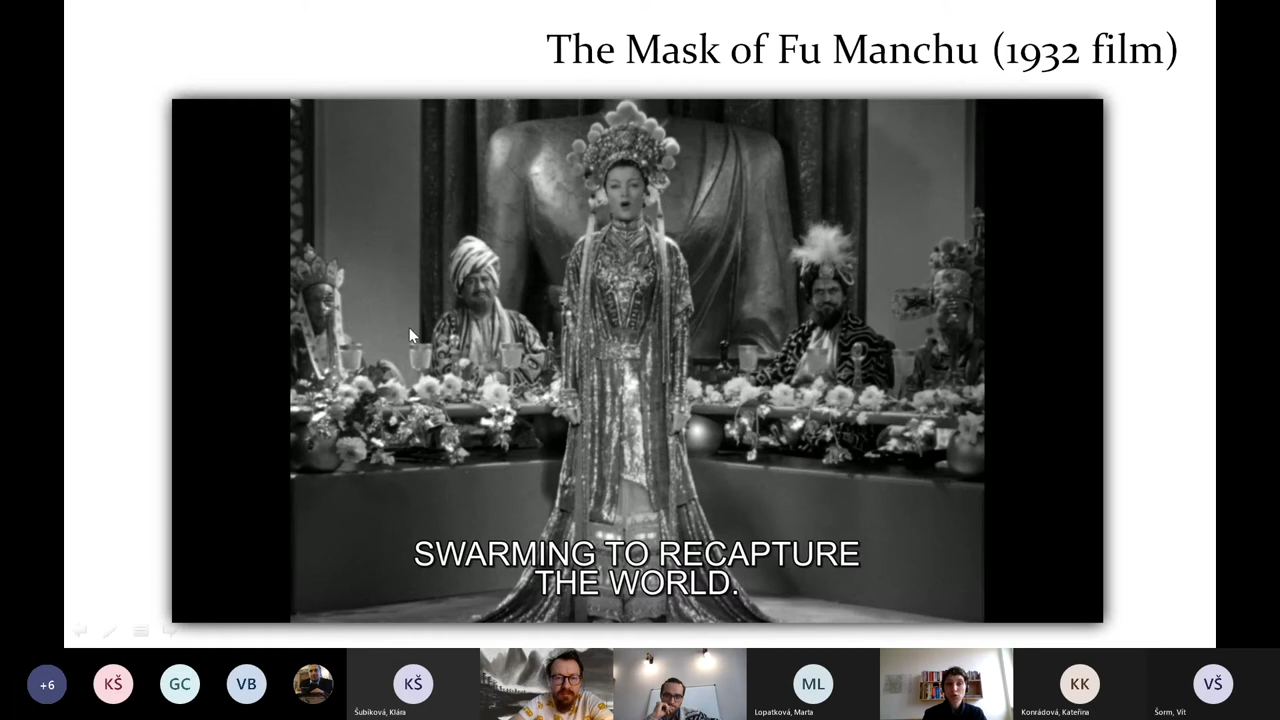 The Mask of Fu Manchu (1932 film)
SWARMING TO RECAPTURE
THE WORLD.
+6
KŠ
GC
VB
KŠ
ML
KK
VŠ
Šubíková, Klára
Lopatková, Marta
Konrádová, Kateřina
Šorm, Vít